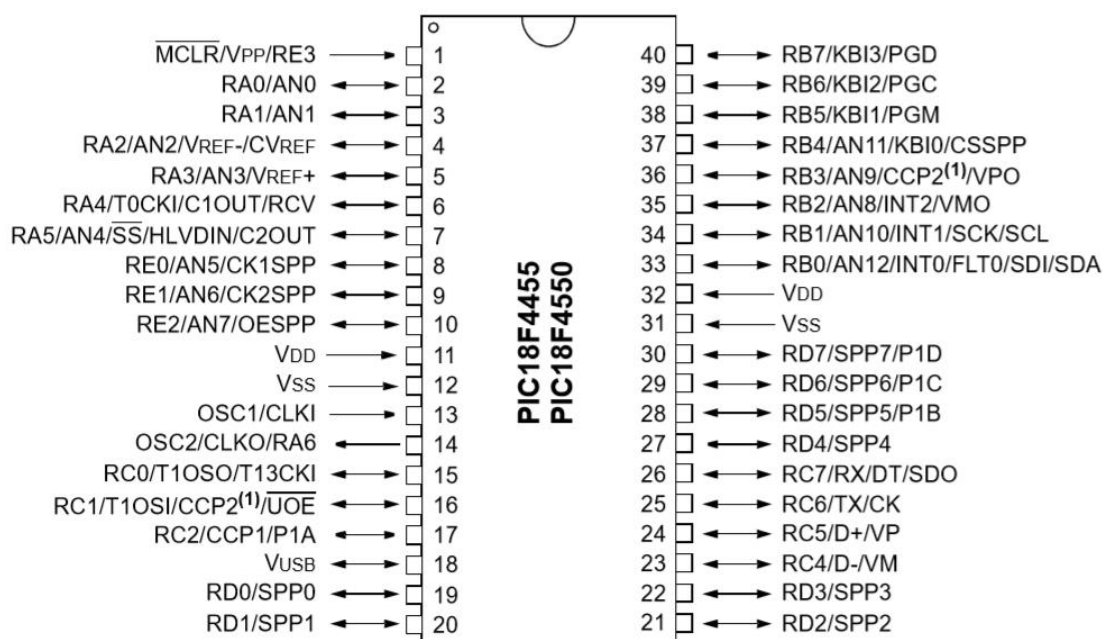 MCLR/VPP/RE3 1 40 RB7/KBI3/PGD
RA0/AN0 2 39 RB6/KBI2/PGC
RA1/AN1 3 38 RB5/KBI1/PGM
RA2/AN2/VREF-/CVREF 4 37 RB4/AN11/KBI0/CSSPP
RA3/AN3/VREF+ 5 36 RB3/AN9/CCP2(1)/VPO
RA4/T0CKI/C1OUT/RCV 6 35 RB2/AN8/INT2/VMO
RA5/AN4/SS/HLVDIN/C2OUT 7 34 RB1/AN10/INT1/SCK/SCL
RE0/AN5/CK1SPP 8 33 RB0/AN12/INT0/FLT0/SDI/SDA
RE1/AN6/CK2SPP 9 32 VDD
RE2/AN7/OESPP 10 31 VSS
VDD 11 30 RD7/SPP7/P1D
VSS 12 29 RD6/SPP6/P1C
OSC1/CLKI 13 28 RD5/SPP5/P1B
OSC2/CLKO/RA6 14 27 RD4/SPP4
RC0/T1OSO/T13CKI 15 26 RC7/RX/DT/SDO
RC1/T1OSI/CCP2(1)/UOE 16 25 RC6/TX/CK
RC2/CCP1/P1A 17 24 RC5/D+/VP
VUSB 18 23 RC4/D-/VM
RD0/SPP0 19 22 RD3/SPP3
RD1/SPP1 20 21 RD2/SPP2
PIC18F4455
PIC18F4550